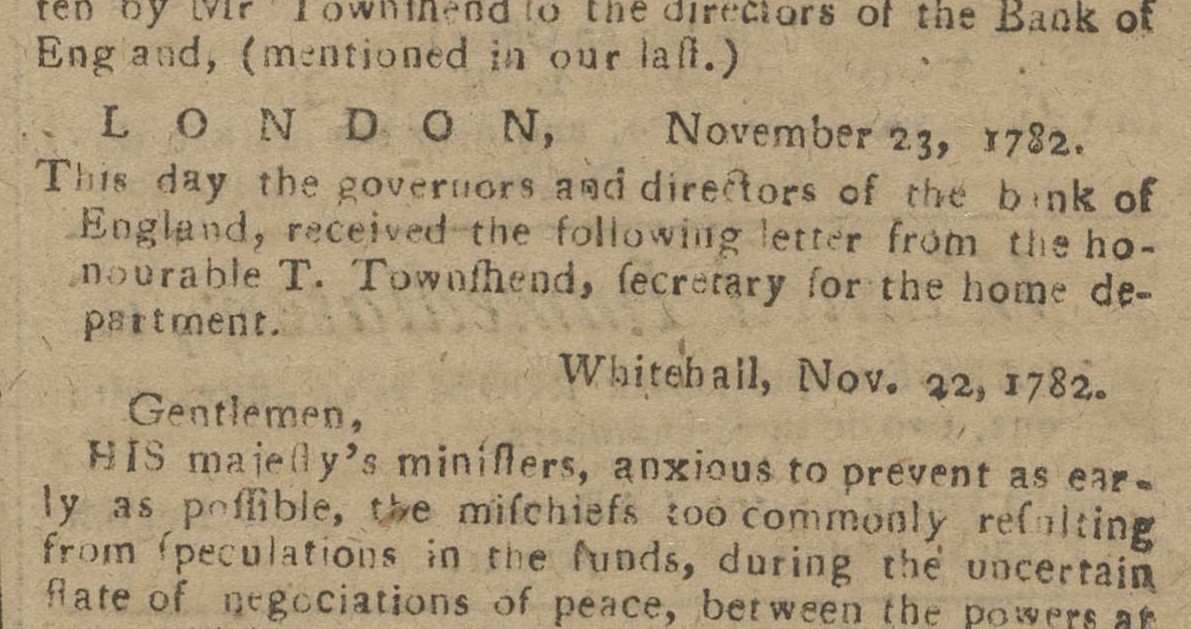 ten by Mr Townſhend to the directors of the Bank of
Eng and, (mentioned in our laſt.)
LONDON, November 23, 1782.
This day the governors and directors of the bank of
England, received the following letter from the ho-
nourable T. Townſhend, ſecretary for the home de-
partment.
Whitehall, Nov. 22, 1782.
Gentlemen,
HIS majeſty's miniſters, anxious to prevent as ear-
ly as poſſible, the miſchiefs too commonly reſulting
from ſpeculations in the funds, during the uncertain
ſtate of negociations of peace, between the powers at